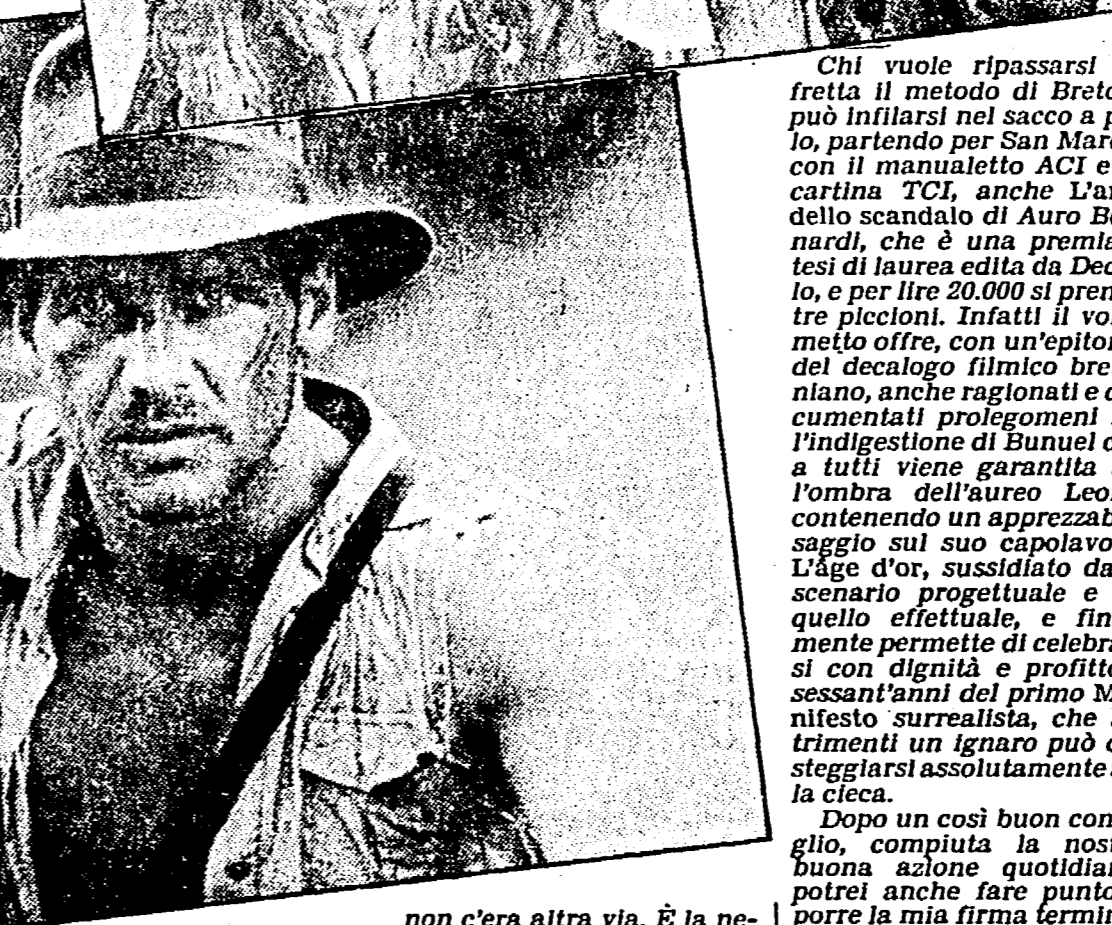 non c'era altra via. È la ne-
Chi vuole ripassarsi
fretta il metodo di Breto
può infilarsi nel sacco a p
lo, partendo per San Mar
con il manualetto ACI e
cartina TCI, anche L'ar
dello scandalo di Auro Be
nardi, che è una premia
tesi di laurea edita da Ded
lo, e per lire 20.000 si pren
tre piccioni. Infatti il vol
metto offre, con un'epitom
del decalogo filmico bre
niano, anche ragionati e d
cumentati prolegomeni
l'indigestione di Bunuel c
a tutti viene garantita
l'ombra dell'aureo Leo
contenendo un apprezzab
saggio sul suo capolavo
L'âge d'or, sussidiato da
scenario progettuale e
quello effettuale, e fin
mente permette di celebra
si con dignità e profitto
sessant'anni del primo M
nifesto surrealista, che
trimenti un ignaro può
steggiarsi assolutamente
la cieca.
Dopo un così buon con
glio, compiuta la nost
buona azione quotidian
potrei anche fare punto
porre la mia firma termin